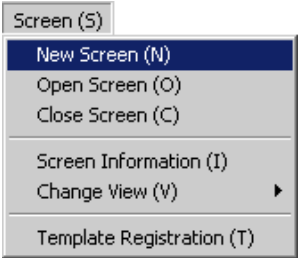 Screen (S)
New Screen (N)
Open Screen (O)
Close Screen (C)
Screen Information (I)
Change View (V)
Template Registration (T)